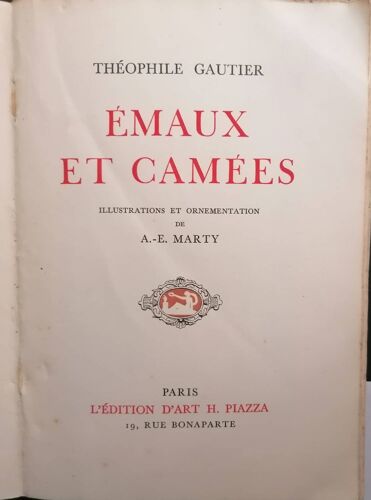 THÉOPHILE GAUTIER
ÉMAUX
ET CAMÉES
ILLUSTRATIONS ET ORNEMENTATION
DE
A.-E. MARTY
PARIS
L'ÉDITION D'ART H. PIAZZA
19, RUE BONAPARTE